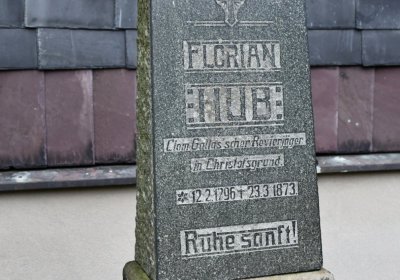 FLORIAN
HUB
Clam Gallas'scher Revierjäger
in Christofsgrund.
* 12.2.1796 † 23.3.1873.
Ruhe sanft!